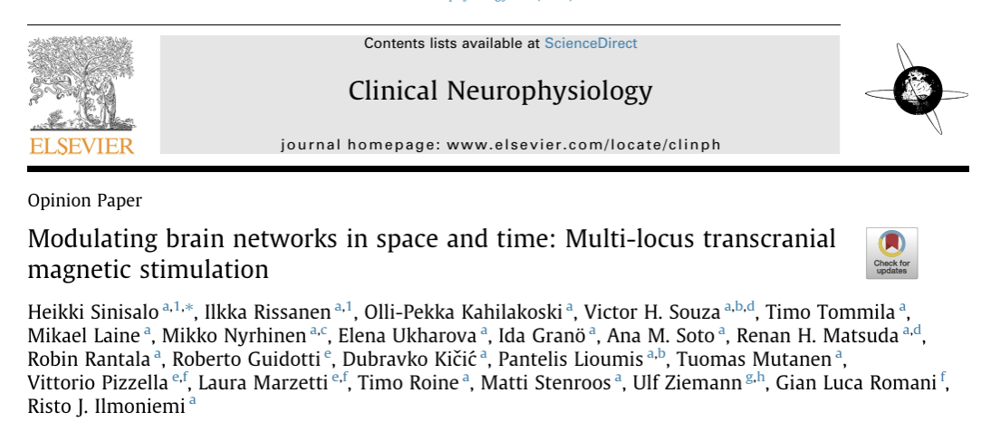 Contents lists available at ScienceDirect
Clinical Neurophysiology
journal homepage: www.elsevier.com/locate/clinph
ELSEVIER
Opinion Paper
Modulating brain networks in space and time: Multi-locus transcranial
magnetic stimulation
Check for
updates
Heikki Sinisalo a,1,*, Ilkka Rissanen a,1, Olli-Pekka Kahilakoski a, Victor H. Souza a,b,d, Timo Tommila a,
Mikael Laine a, Mikko Nyrhinen a,c, Elena Ukharova a, Ida Granö a, Ana M. Soto a, Renan H. Matsuda a,d,
Robin Rantala a, Roberto Guidotti e, Dubravko Kičić a, Pantelis Lioumis a,b, Tuomas Mutanen a,
Vittorio Pizzella e,f, Laura Marzetti e,f, Timo Roine a, Matti Stenroos a, Ulf Ziemann g,h, Gian Luca Romani f,
Risto J. Ilmoniemi a